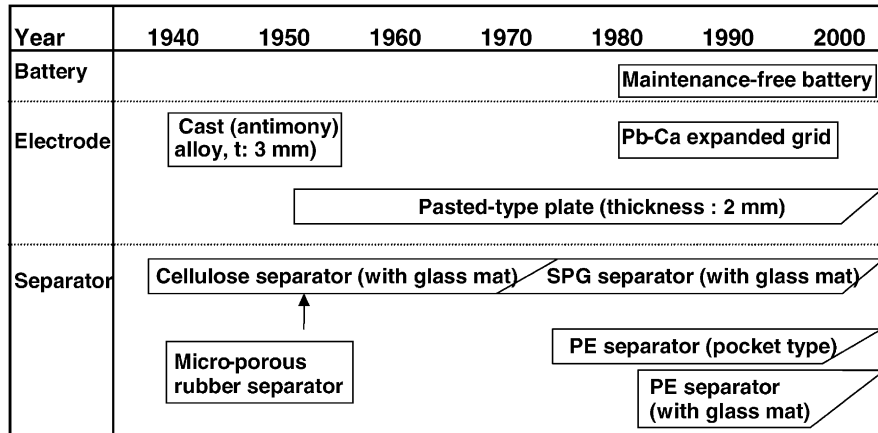 Year 1940 1950 1960 1970 1980 1990 2000
Battery
Maintenance-free battery
Electrode
Cast (antimony)
alloy, t: 3 mm)
Pb-Ca expanded grid
Pasted-type plate (thickness : 2 mm)
Separator
Cellulose separator (with glass mat)
SPG separator (with glass mat)
Micro-porous
rubber separator
PE separator (pocket type)
PE separator
(with glass mat)